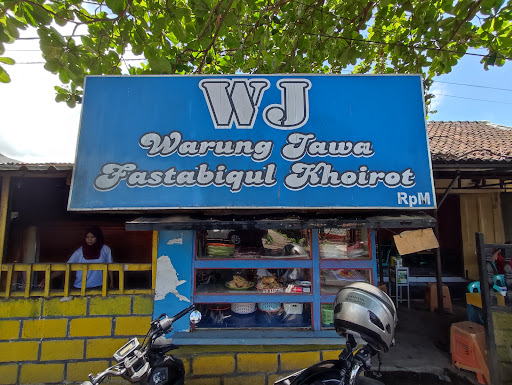 WJ
Warung Jawa
Fastabiqul Khoirot
RpM